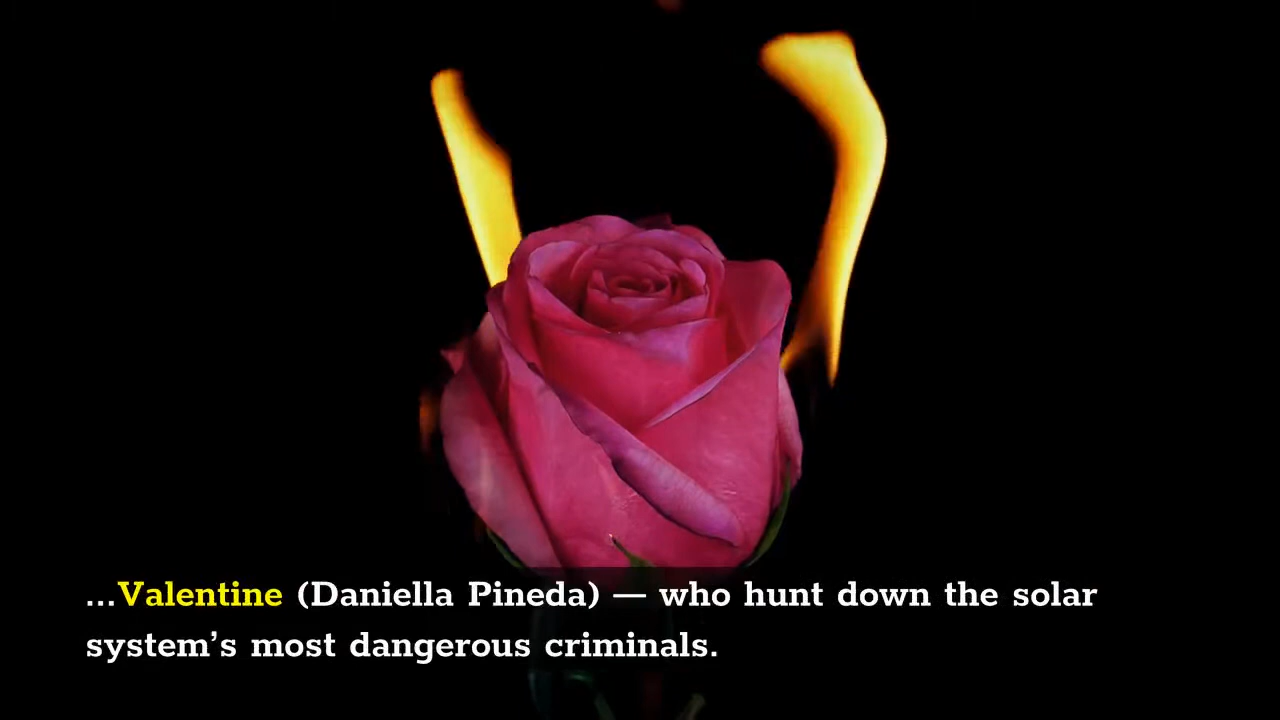 …Valentine (Daniella Pineda) — who hunt down the solar
system’s most dangerous criminals.